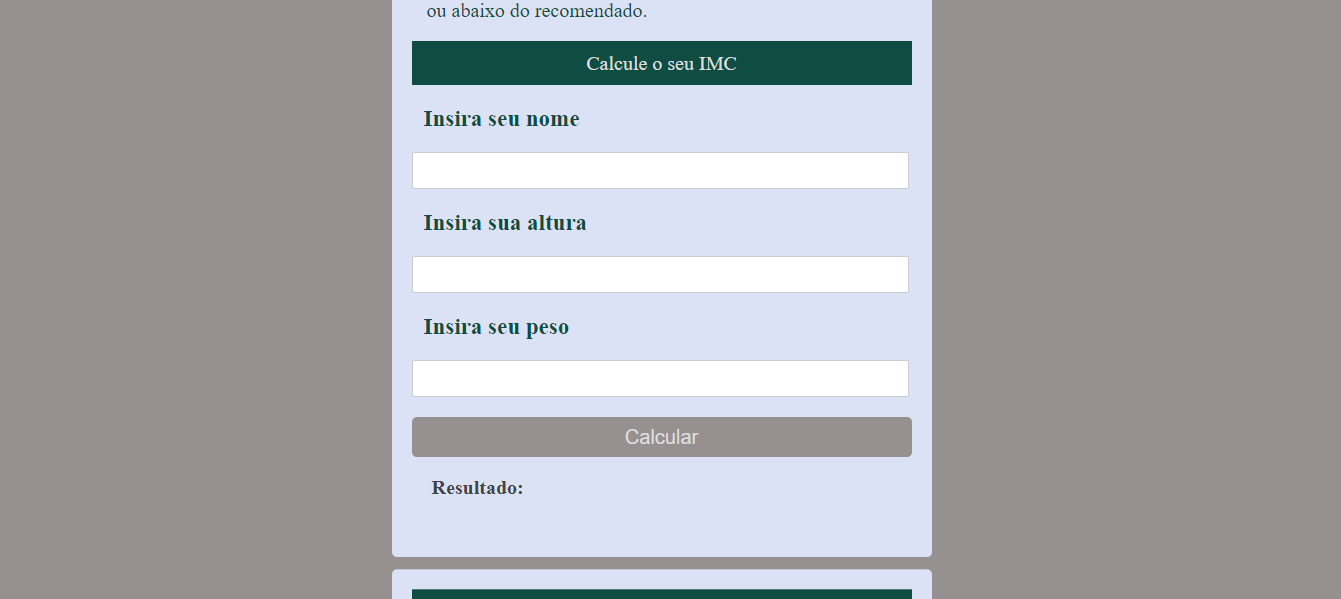 ou abaixo do recomendado.
Calcule o seu IMC
Insira seu nome
Insira sua altura
Insira seu peso
Calcular
Resultado: